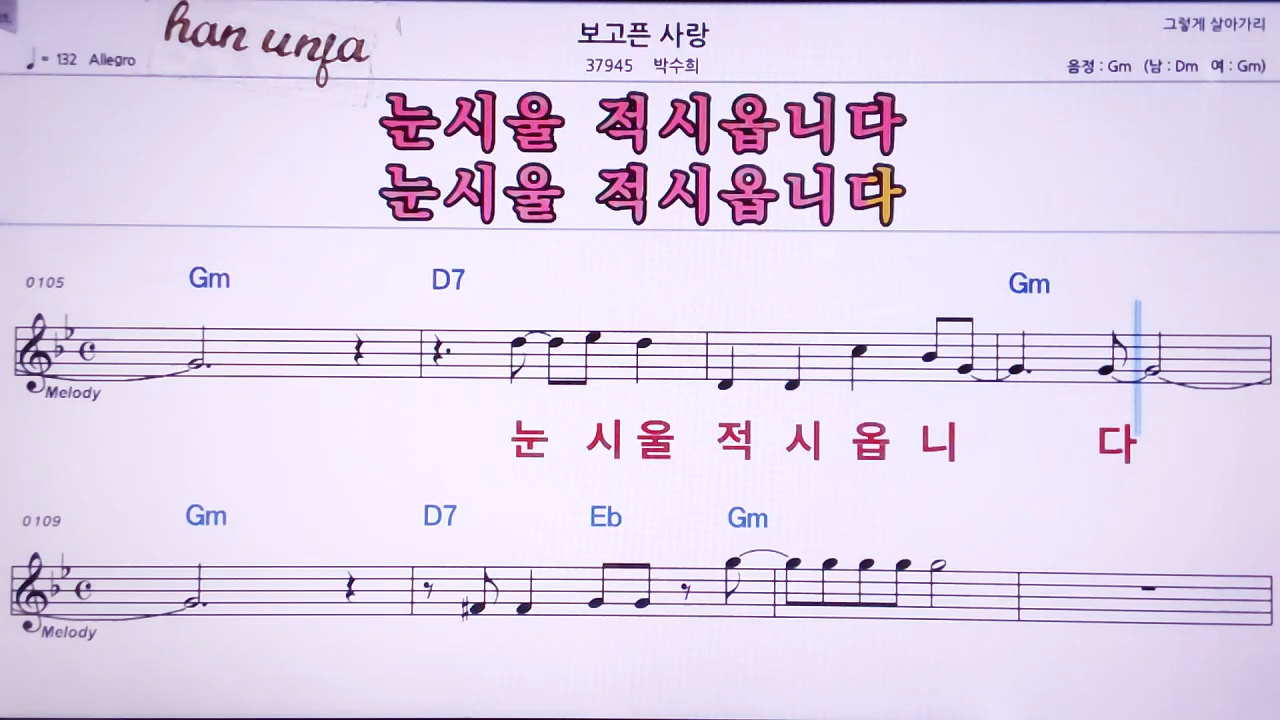 han unja
보고픈 사랑
그렇게 살아가리
♩= 132 Allegro
37945 박수희
음정 : Gm (남 : Dm 여 : Gm)
눈시울 적시옵니다
눈시울 적시옵니다
0105 Gm D7 Gm
Melody
눈 시 울 적 시 옵 니 다
0109 Gm D7 Eb Gm
Melody